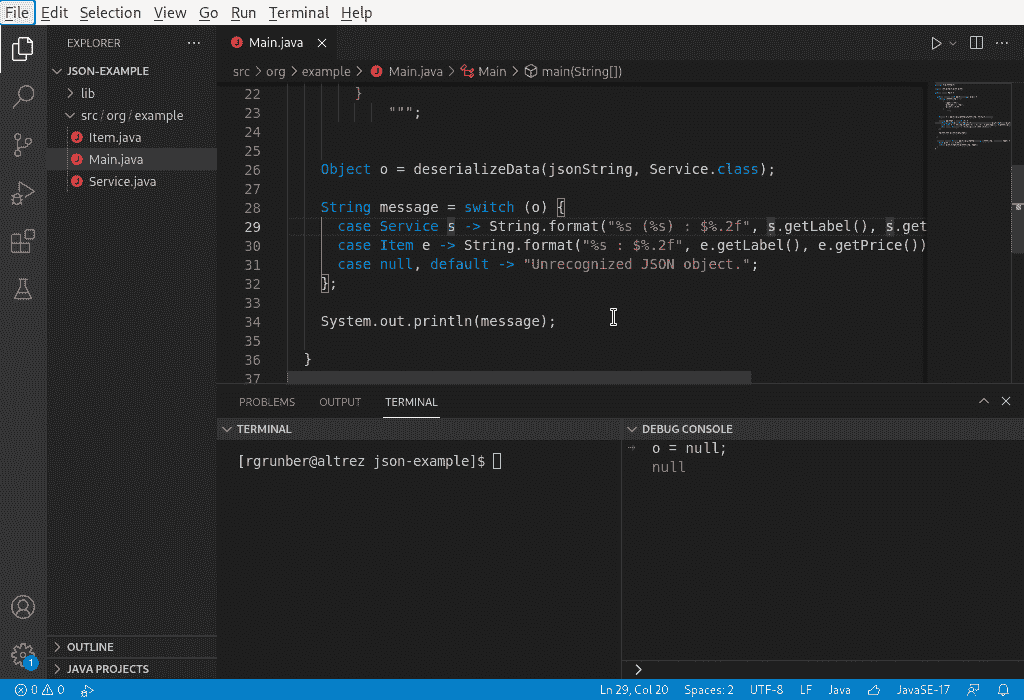 File Edit Selection View Go Run Terminal Help
EXPLORER
JSON-EXAMPLE
lib
src/org/example
Item.java
Main.java
Service.java
OUTLINE
JAVA PROJECTS
Main.java
src > org > example > Main.java > Main > main(String[])
22 }
23 """;
24
25
26 Object o = deserializeData(jsonString, Service.class);
27
28 String message = switch (o) {
29 case Service s -> String.format("%s (%s) : $%.2f", s.getLabel(), s.get
30 case Item e -> String.format("%s : $%.2f", e.getLabel(), e.getPrice())
31 case null, default -> "Unrecognized JSON object.";
32 };
33
34 System.out.println(message);
35
36 }
37
PROBLEMS OUTPUT TERMINAL
TERMINAL
[rgrunber@altrez json-example]$
DEBUG CONSOLE
o = null;
null
1
0 0
Ln 29, Col 20 Spaces: 2 UTF-8 LF Java JavaSE-17